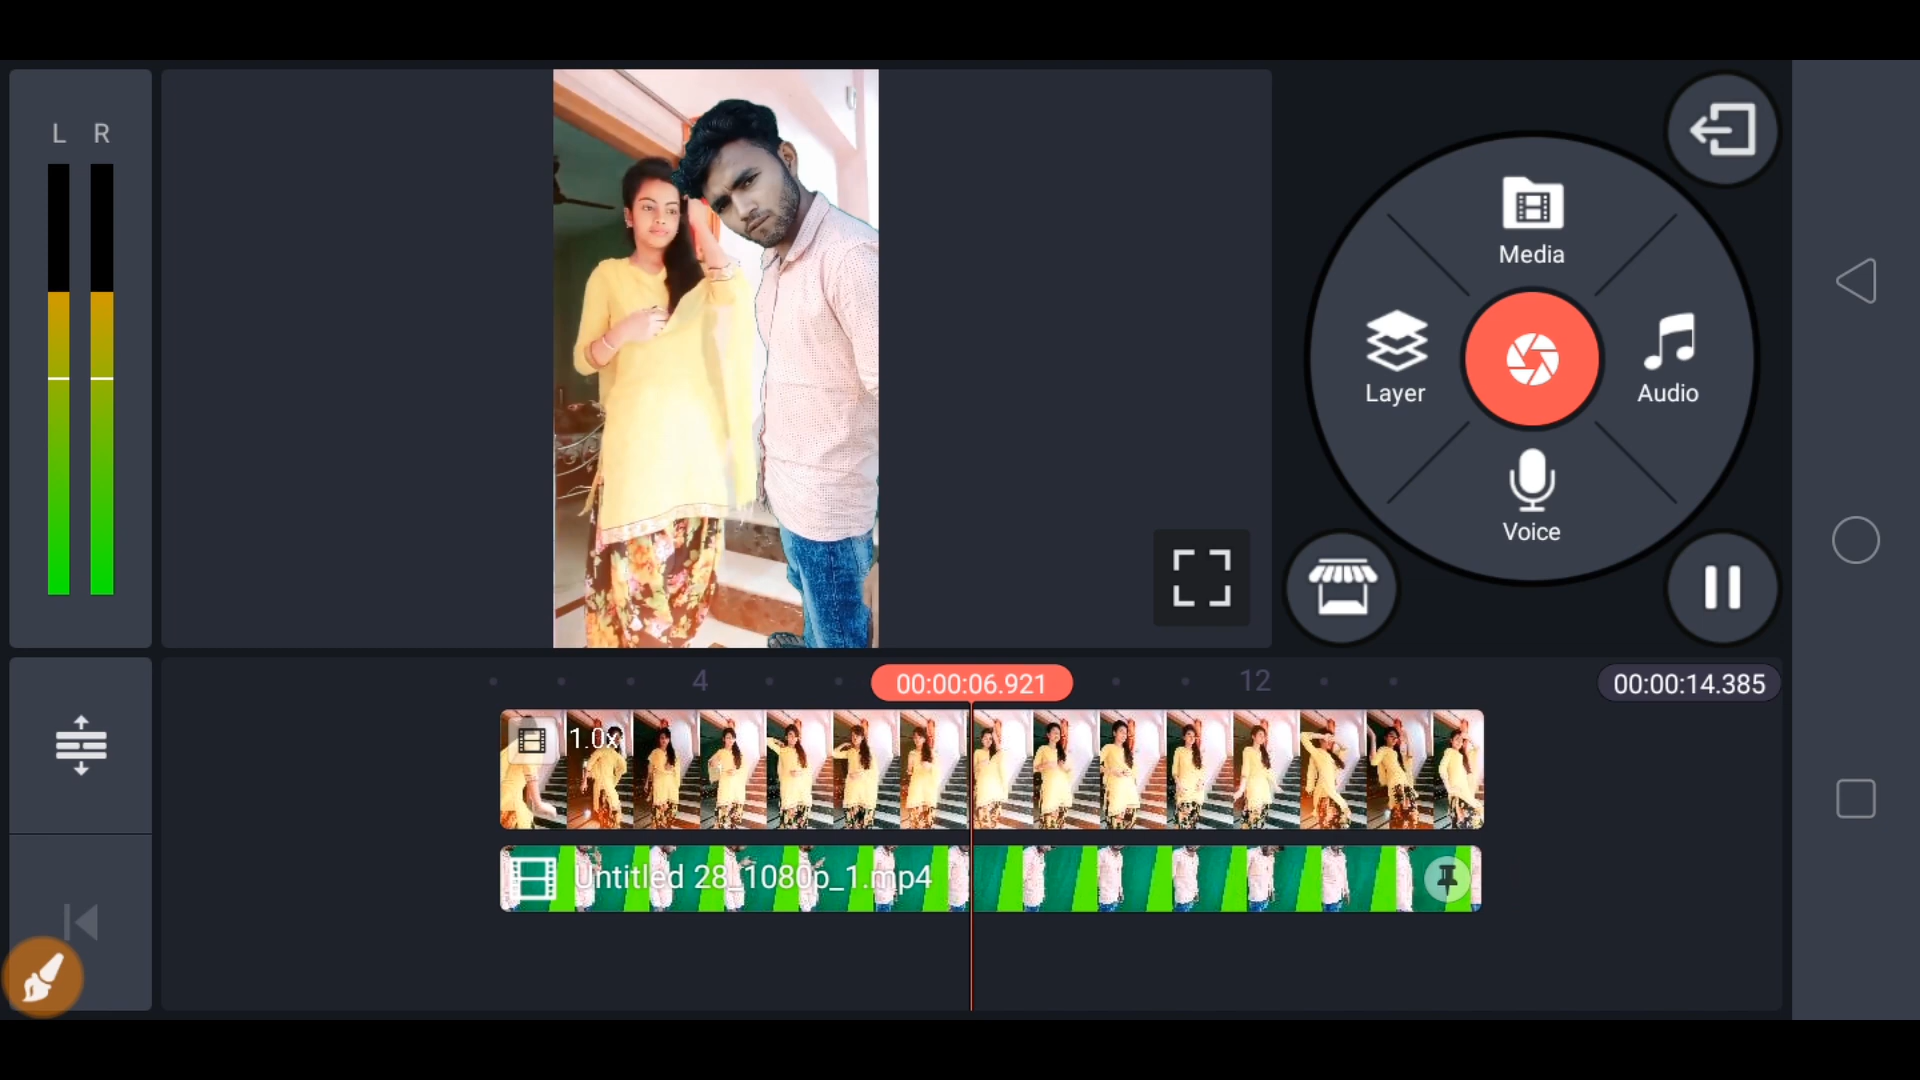 L R
Media
Layer
Audio
Voice
4
00:00:06.921
12
00:00:14.385
1.0x
Untitled 28_1080p_1.mp4